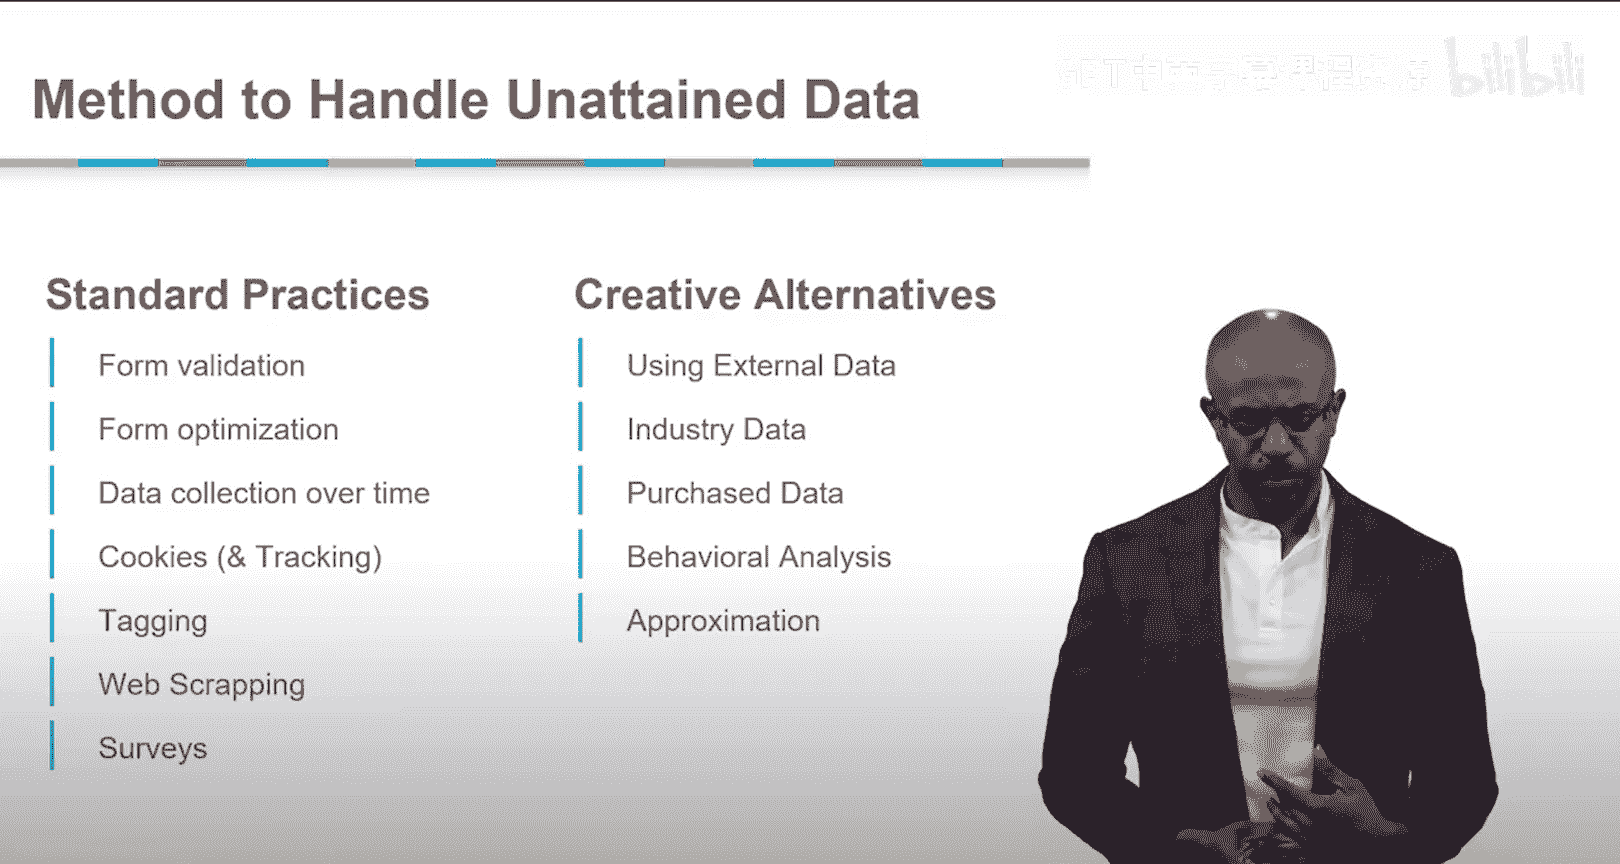 Method to Handle Unattained Data
bilibili
Standard Practices
Form validation
Form optimization
Data collection over time
Cookies (& Tracking)
Tagging
Web Scrapping
Surveys
Creative Alternatives
Using External Data
Industry Data
Purchased Data
Behavioral Analysis
Approximation